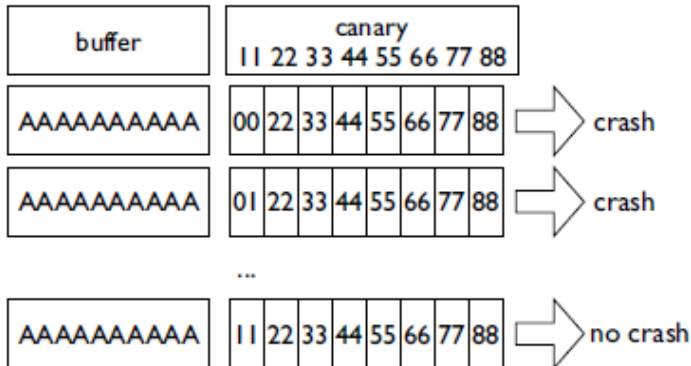 buffer
canary
11 22 33 44 55 66 77 88
AAAAAAAAAA 00 22 33 44 55 66 77 88 crash
AAAAAAAAAA 01 22 33 44 55 66 77 88 crash
...
AAAAAAAAAA 11 22 33 44 55 66 77 88 no crash